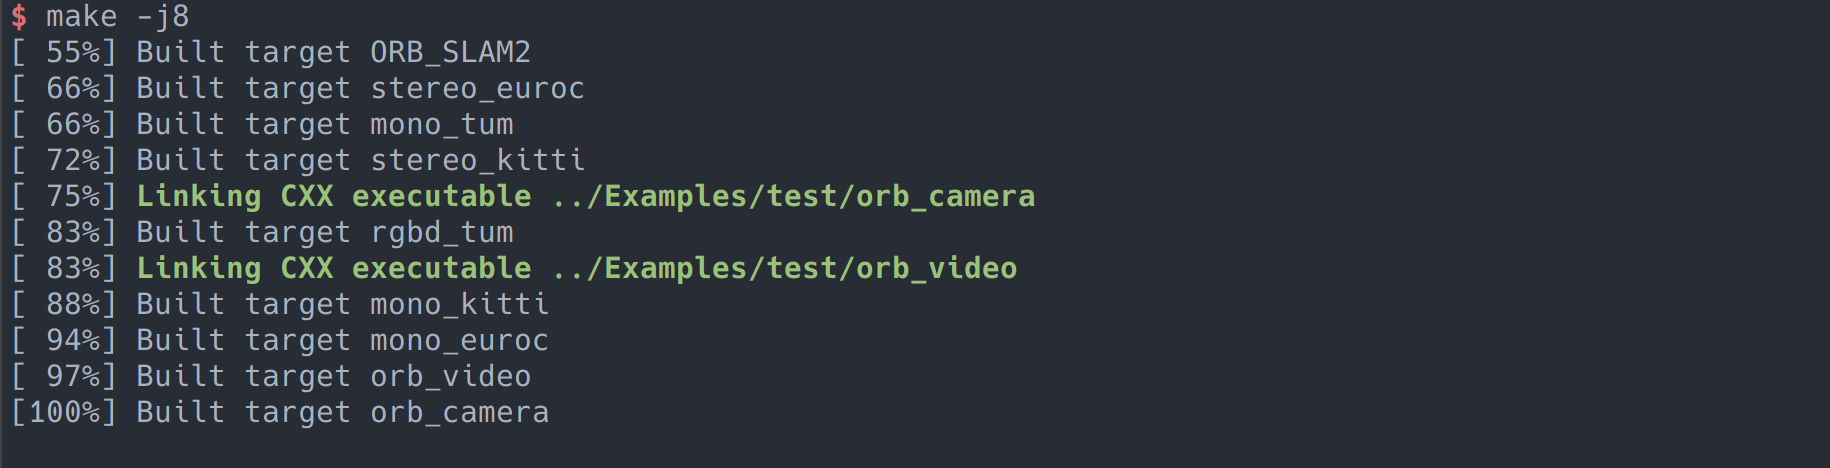 $ make -j8
[ 55%] Built target ORB_SLAM2
[ 66%] Built target stereo_euroc
[ 66%] Built target mono_tum
[ 72%] Built target stereo_kitti
[ 75%] Linking CXX executable ../Examples/test/orb_camera
[ 83%] Built target rgbd_tum
[ 83%] Linking CXX executable ../Examples/test/orb_video
[ 88%] Built target mono_kitti
[ 94%] Built target mono_euroc
[ 97%] Built target orb_video
[100%] Built target orb_camera